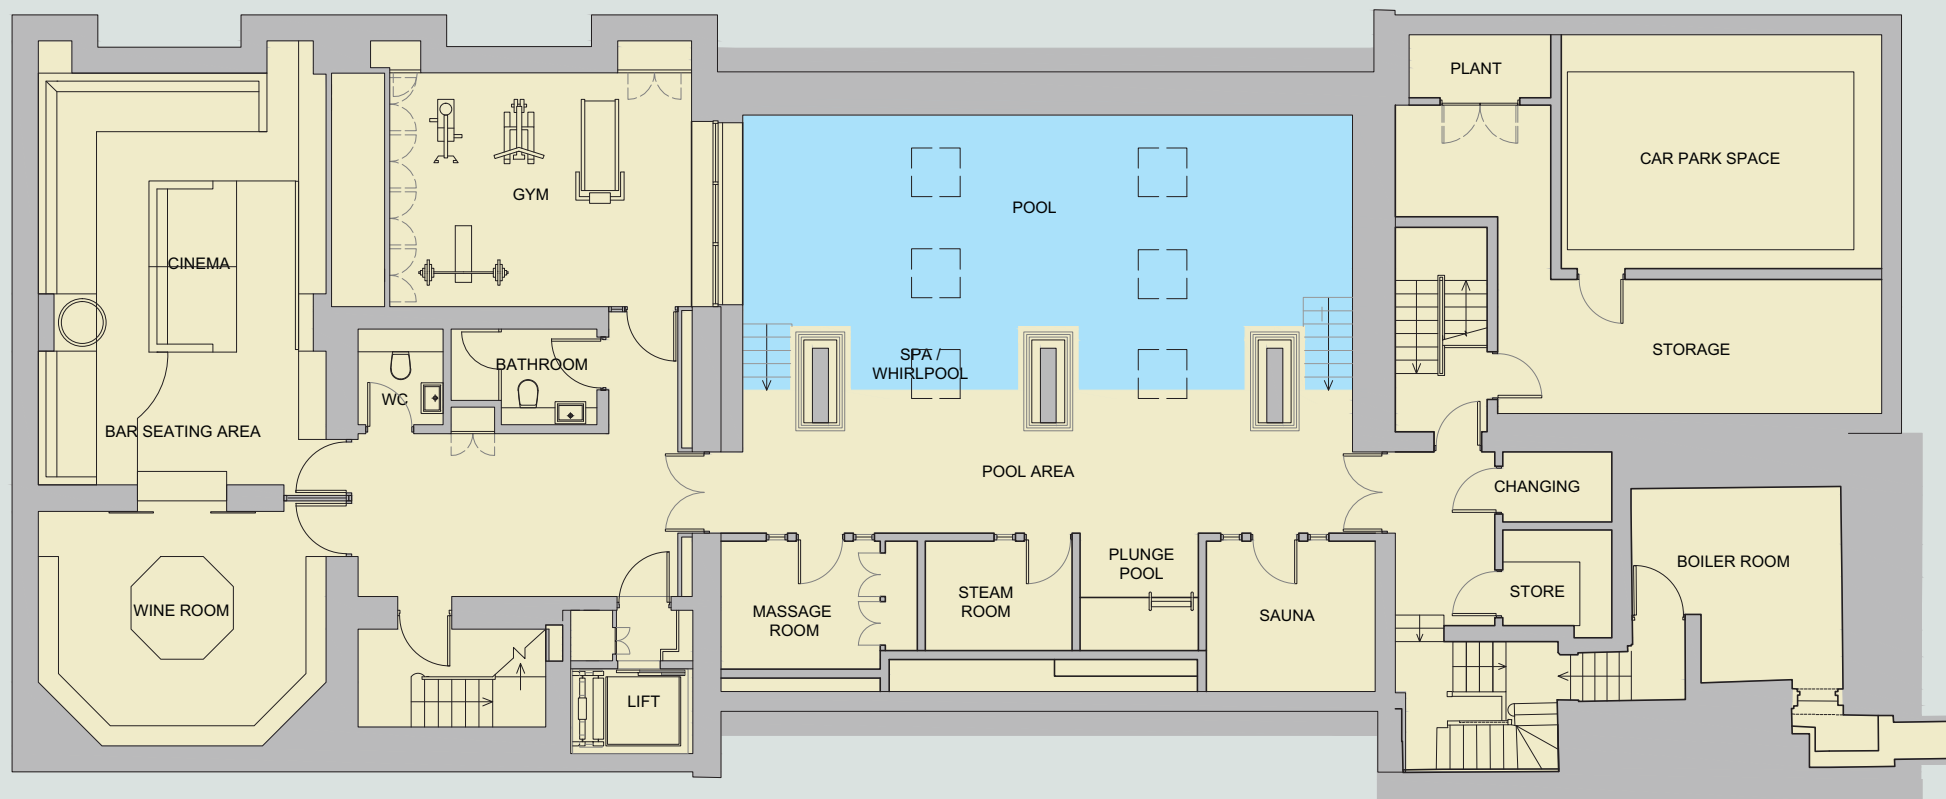 PLANT
CAR PARK SPACE
GYM
POOL
CINEMA
STORAGE
BATHROOM
SPA /
WHIRLPOOL
WC
BAR SEATING AREA
POOL AREA
CHANGING
PLUNGE
POOL
BOILER ROOM
STEAM
ROOM
STORE
WINE ROOM
MASSAGE
ROOM
SAUNA
LIFT